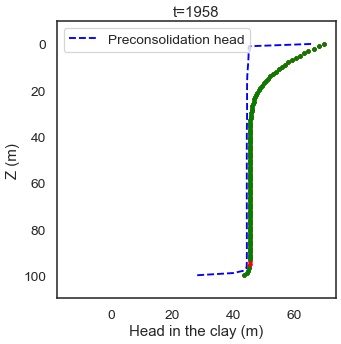 t=1958
Preconsolidation head
0
20
40
60
80
100
Z (m)
0 20 40 60
Head in the clay (m)